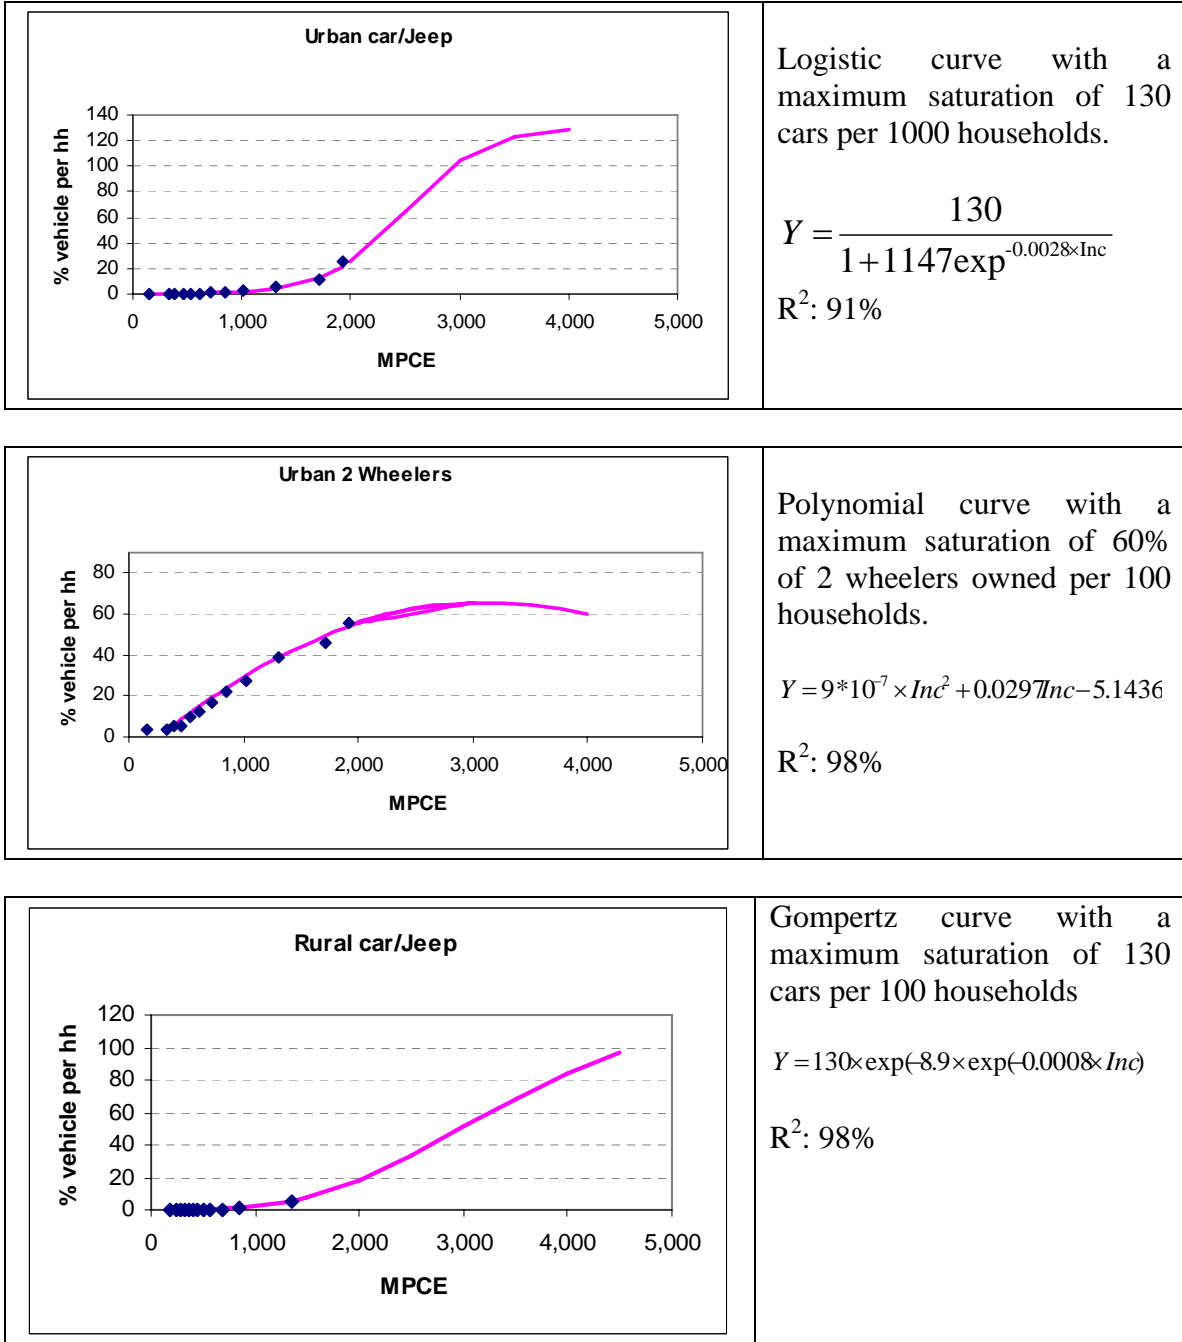 Urban car/Jeep
% vehicle per hh
140
120
100
80
60
40
20
0
0 1,000 2,000 3,000 4,000 5,000
MPCE
Logistic curve with a
maximum saturation of 130
cars per 1000 households.
Y = 130 / 1+1147exp^-0.0028×Inc
R²: 91%
Urban 2 Wheelers
% vehicle per hh
80
60
40
20
0
0 1,000 2,000 3,000 4,000 5,000
MPCE
Polynomial curve with a
maximum saturation of 60%
of 2 wheelers owned per 100
households.
Y = 9*10⁻⁷ × Inc² + 0.0297Inc − 5.1436
R²: 98%
Rural car/Jeep
% vehicle per hh
120
100
80
60
40
20
0
0 1,000 2,000 3,000 4,000 5,000
MPCE
Gompertz curve with a
maximum saturation of 130
cars per 100 households
Y = 130×exp(−8.9×exp(−0.0008×Inc)
R²: 98%